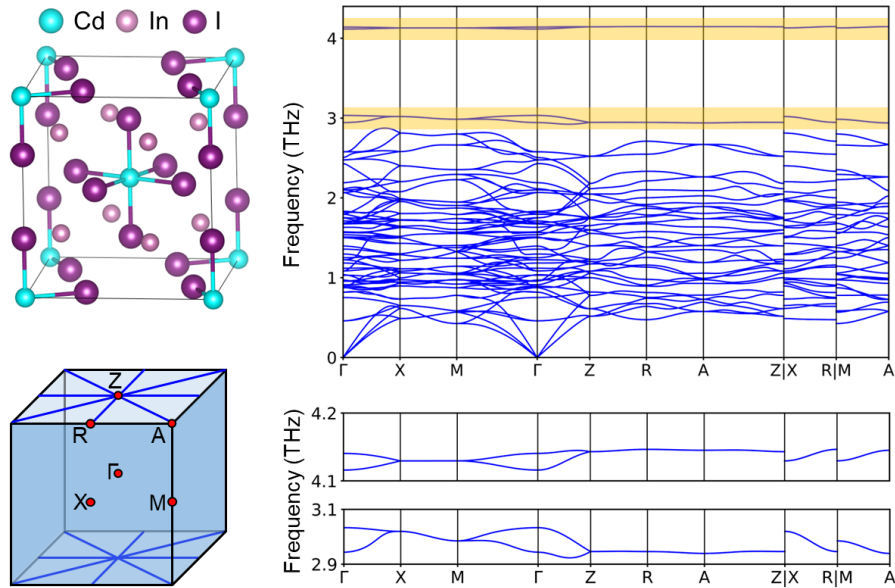 Cd In I
Frequency (THz)
4
3
2
1
0
Γ X M Γ Z R A Z|X R|M A
Z
R A
Γ
X M
Frequency (THz)
4.2
4.1
3.1
2.9
Γ X M Γ Z R A Z|X R|M A